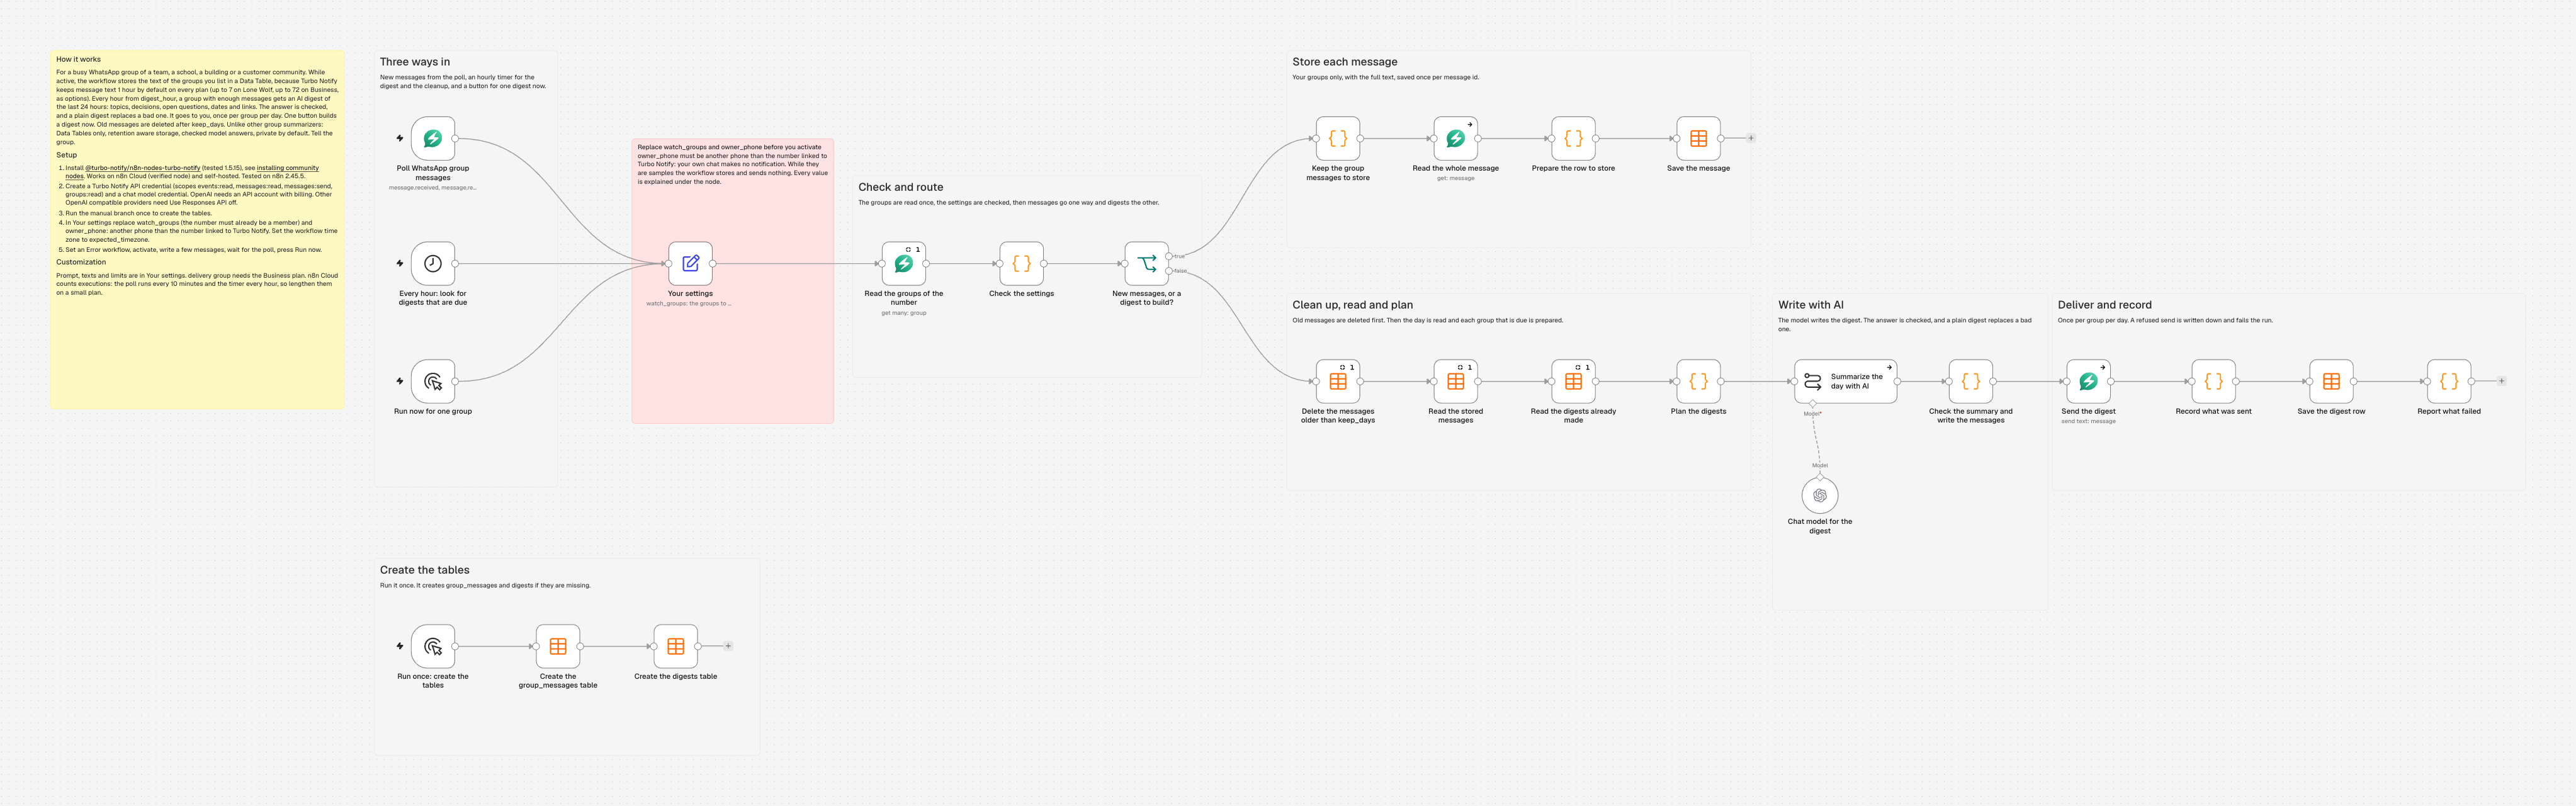 How it works
For a busy WhatsApp group of a team, a school, a building or a customer community. While
active, the workflow stores the text of the groups you list in a Data Table, because Turbo Notify
keeps message text 1 hour by default on every plan (up to 7 on Lone Wolf, up to 72 on Business,
as options). Every hour from digest_hour, a group with enough messages gets an AI digest of
the last 24 hours: topics, decisions, open questions, dates and links. The answer is checked,
and a plain digest replaces a bad one. It goes to you, once per group per day. One button builds
a digest now. Old messages are deleted after keep_days. Unlike other group summarizers:
Data Tables only, retention aware storage, checked model answers, private by default. Tell the
group.
Setup
1. Install @turbo-notify/n8n-nodes-turbo-notify (tested 1.5.15), see installing community
nodes. Works on n8n Cloud (verified node) and self-hosted. Tested on n8n 2.45.5.
2. Create a Turbo Notify API credential (scopes events:read, messages:read, messages:send,
groups:read) and a chat model credential. OpenAI needs an API account with billing. Other
OpenAI compatible providers need Use Responses API off.
3. Run the manual branch once to create the tables.
4. In Your settings replace watch_groups (the number must already be a member) and
owner_phone: another phone than the number linked to Turbo Notify. Set the workflow time
zone to expected_timezone.
5. Set an Error workflow, activate, write a few messages, wait for the poll, press Run now.
Customization
Prompt, texts and limits are in Your settings. delivery group needs the Business plan. n8n Cloud
counts executions: the poll runs every 10 minutes and the timer every hour, so lengthen them
on a small plan.
Three ways in
New messages from the poll, an hourly timer for the
digest and the cleanup, and a button for one digest now.
Poll WhatsApp group
messages
message.received, message.re...
Every hour: look for
digests that are due
Run now for one group
Replace watch_groups and owner_phone before you activate
owner_phone must be another phone than the number linked to
Turbo Notify: your own chat makes no notification. While they
are samples the workflow stores and sends nothing. Every value
is explained under the node.
Your settings
watch_groups: the groups to ...
Check and route
The groups are read once, the settings are checked, then messages go one way and digests the other.
1
Read the groups of the
number
get many: group
Check the settings
New messages, or a
digest to build?
true
false
Store each message
Your groups only, with the full text, saved once per message id.
Keep the group
messages to store
Read the whole message
get: message
Prepare the row to store
Save the message
Clean up, read and plan
Old messages are deleted first. Then the day is read and each group that is due is prepared.
1
Delete the messages
older than keep_days
1
Read the stored
messages
1
Read the digests already
made
Plan the digests
Write with AI
The model writes the digest. The answer is checked, and a plain digest replaces a bad
one.
Summarize the
day with AI
Model*
Model
Chat model for the
digest
Check the summary and
write the messages
Deliver and record
Once per group per day. A refused send is written down and fails the run.
Send the digest
send text: message
Record what was sent
Save the digest row
Report what failed
Create the tables
Run it once. It creates group_messages and digests if they are missing.
Run once: create the
tables
Create the
group_messages table
Create the digests table